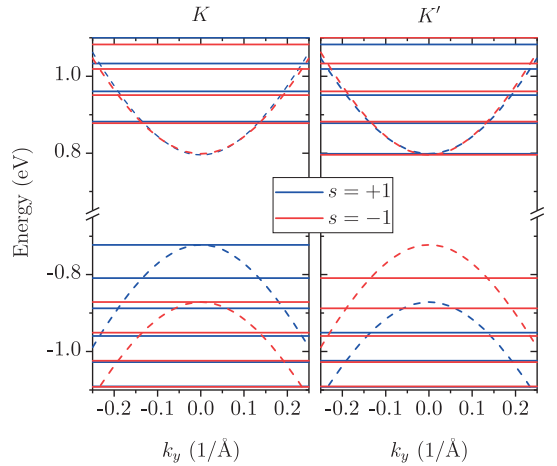 K K′
Energy (eV)
1.0
0.8
-0.8
-1.0
s = +1
s = −1
-0.2 -0.1 0.0 0.1 0.2 -0.2 -0.1 0.0 0.1 0.2
k_y (1/Å) k_y (1/Å)